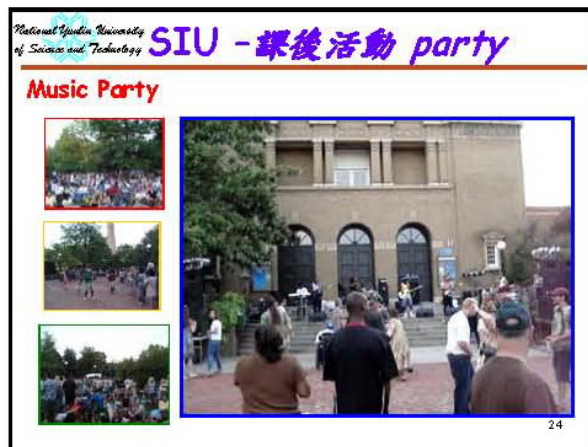 National Yunlin University
of Science and Technology
SIU -課後活動 party
Music Party
24